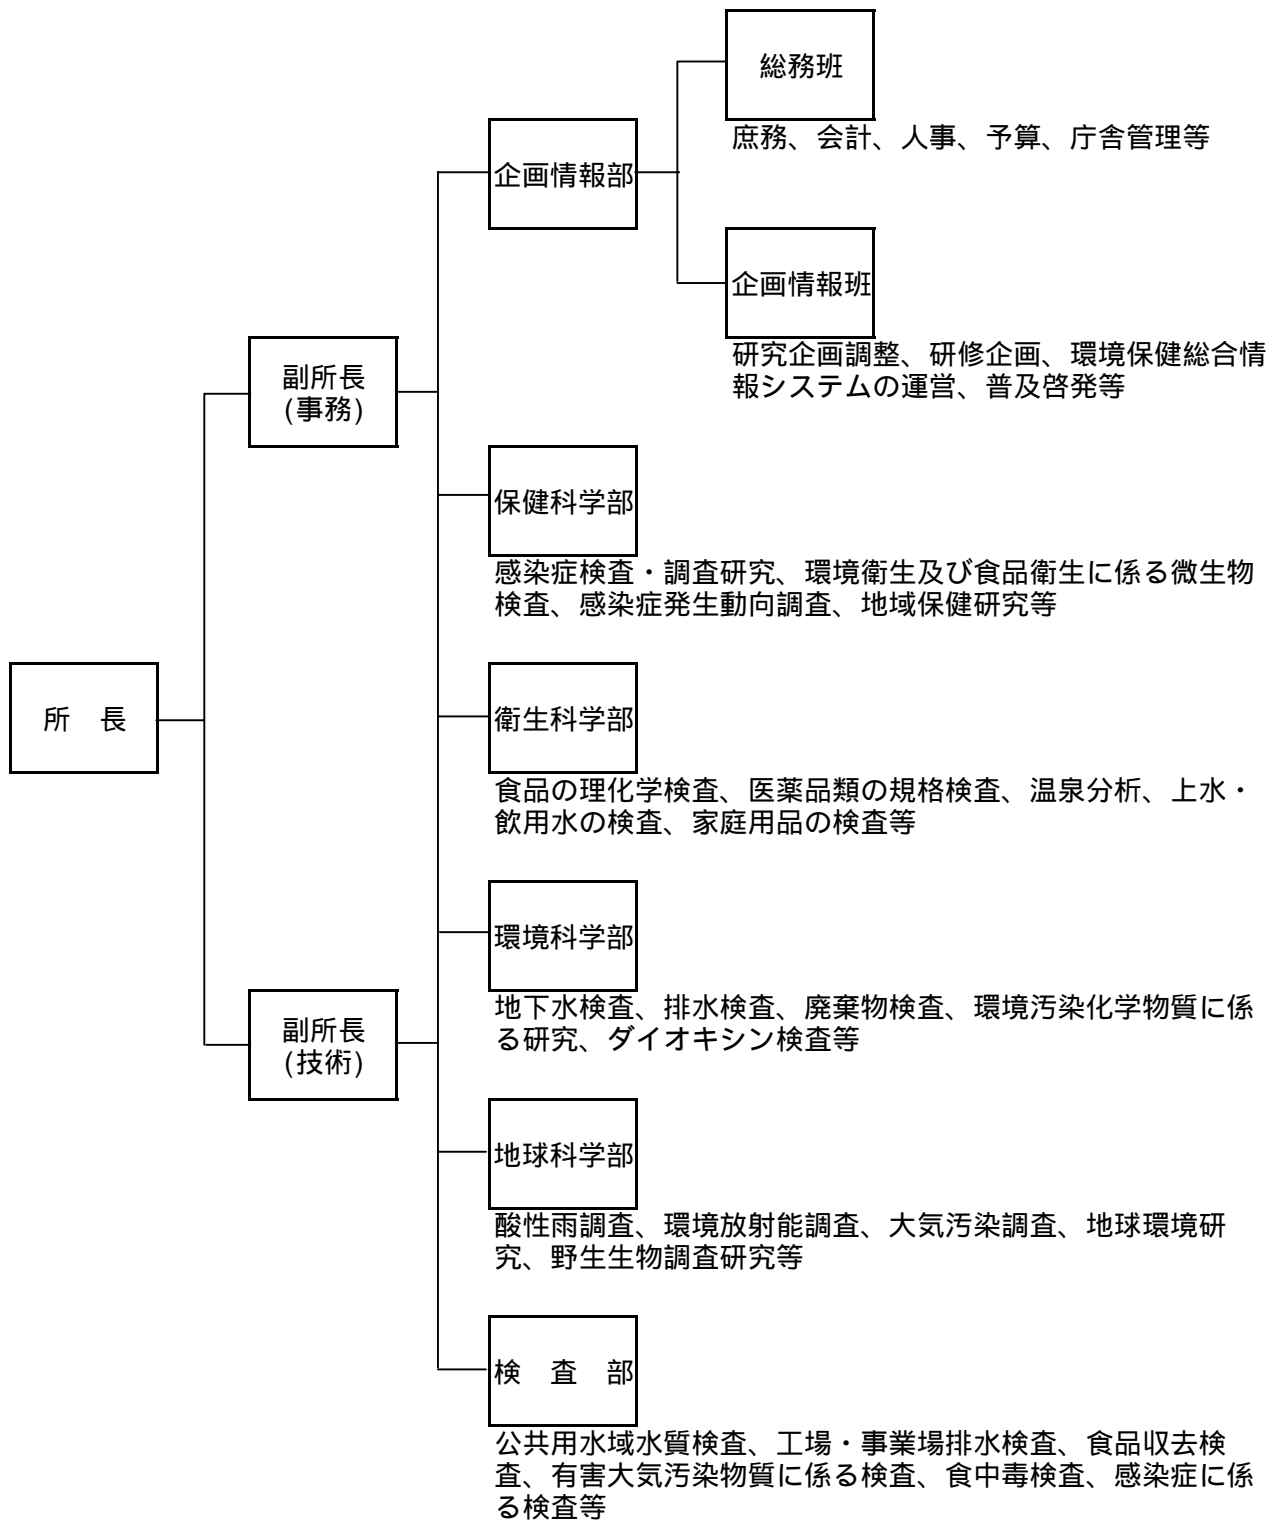 総務班
庶務、会計、人事、予算、庁舎管理等
企画情報部
企画情報班
研究企画調整、研修企画、環境保健総合情
報システムの運営、普及啓発等
副所長
(事務)
保健科学部
感染症検査・調査研究、環境衛生及び食品衛生に係る微生物
検査、感染症発生動向調査、地域保健研究等
所　長
衛生科学部
食品の理化学検査、医薬品類の規格検査、温泉分析、上水・
飲用水の検査、家庭用品の検査等
環境科学部
地下水検査、排水検査、廃棄物検査、環境汚染化学物質に係
る研究、ダイオキシン検査等
副所長
(技術)
地球科学部
酸性雨調査、環境放射能調査、大気汚染調査、地球環境研
究、野生生物調査研究等
検　査　部
公共用水域水質検査、工場・事業場排水検査、食品収去検
査、有害大気汚染物質に係る検査、食中毒検査、感染症に係
る検査等